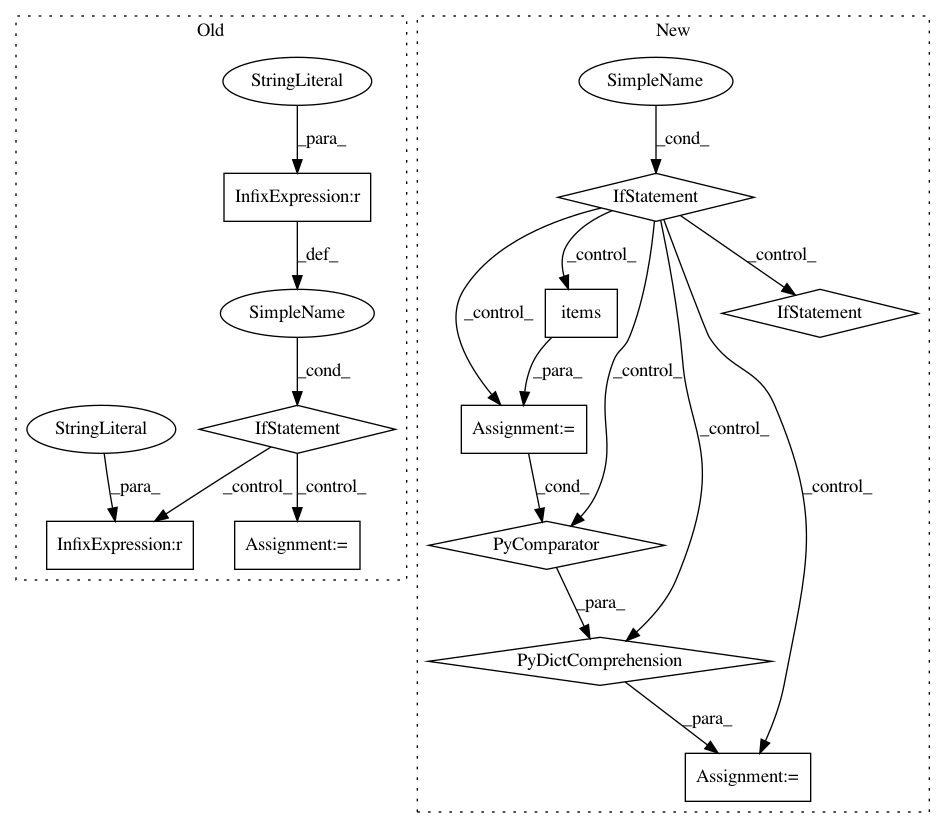 Old
New
StringLiteral
SimpleName
_para_
_cond_
InfixExpression:r
IfStatement
_def_
_control_
_control_
SimpleName
items
IfStatement
_control_
_cond_
_para_
_control_
StringLiteral
IfStatement
Assignment:=
_control_
_para_
_control_
_control_
_cond_
_control_
InfixExpression:r
Assignment:=
PyComparator
_para_
PyDictComprehension
_para_
Assignment:=